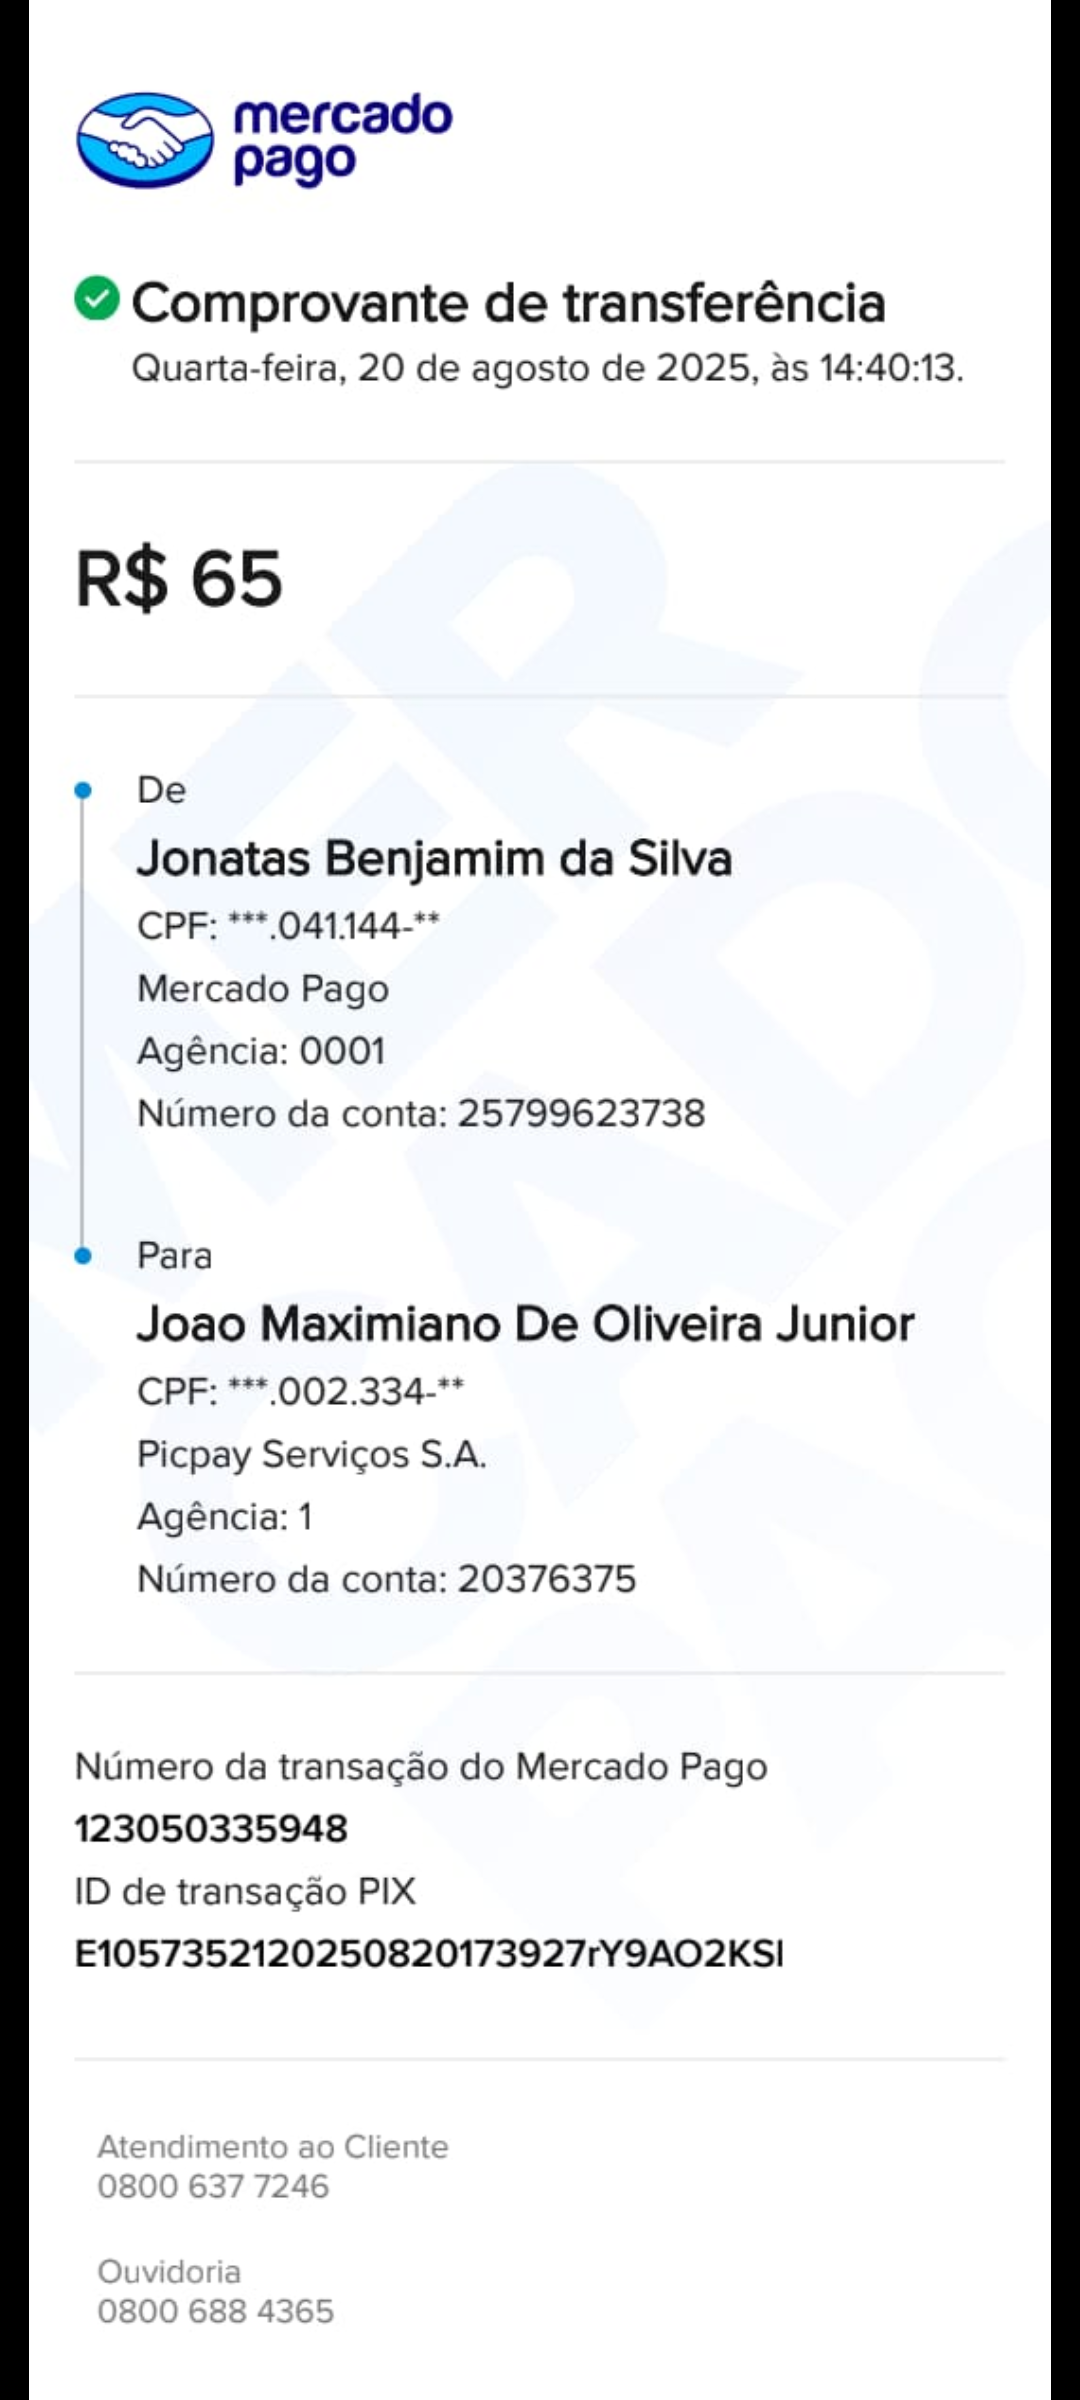 mercado
pago
Comprovante de transferência
Quarta-feira, 20 de agosto de 2025, às 14:40:13.
R$ 65
De
Jonatas Benjamim da Silva
CPF: ***.041.144-**
Mercado Pago
Agência: 0001
Número da conta: 25799623738
Para
Joao Maximiano De Oliveira Junior
CPF: ***.002.334-**
Picpay Serviços S.A.
Agência: 1
Número da conta: 20376375
Número da transação do Mercado Pago
123050335948
ID de transação PIX
E1057352120250820173927rY9AO2KSl
Atendimento ao Cliente
0800 637 7246
Ouvidoria
0800 688 4365